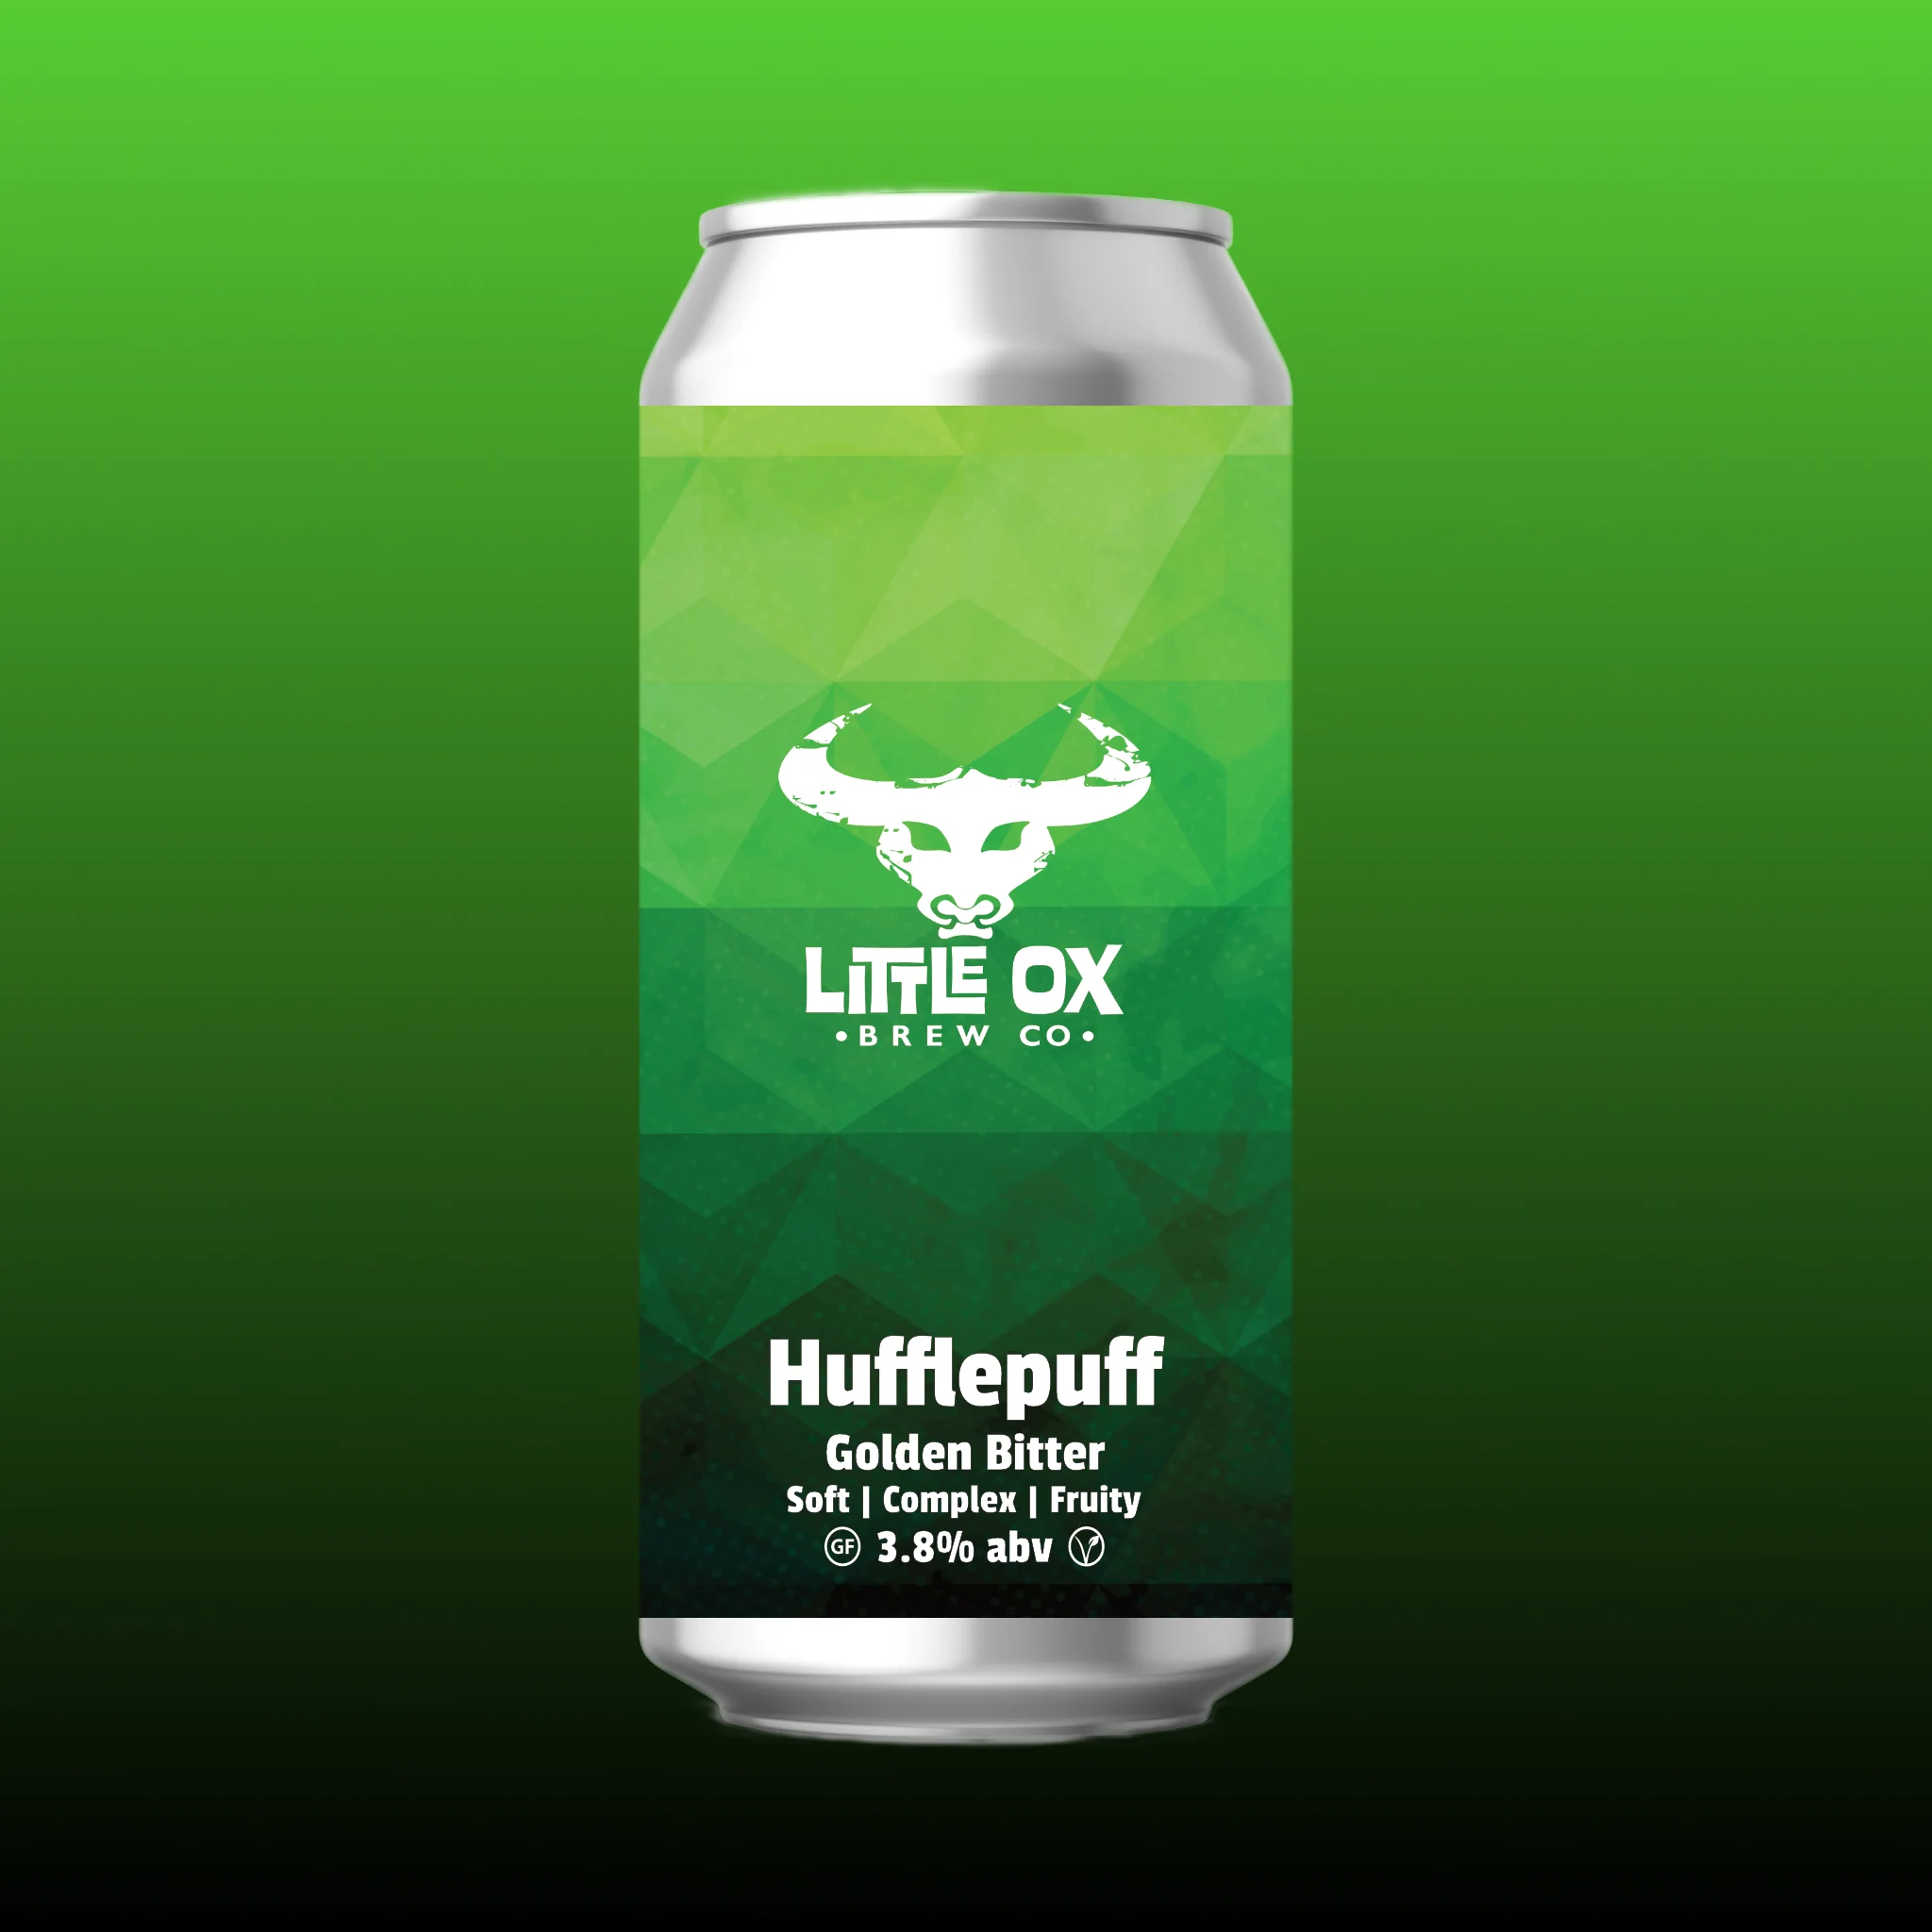 LITTLE OX
•BREW CO•
Hufflepuff
Golden Bitter
Soft | Complex | Fruity
GF 3.8% abv